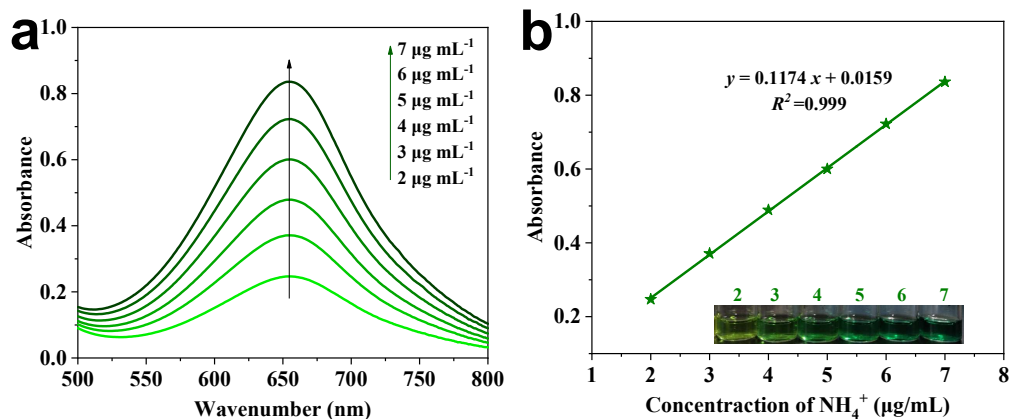 a
1.0
0.8
0.6
0.4
0.2
0.0
Absorbance
7 μg mL⁻¹
6 μg mL⁻¹
5 μg mL⁻¹
4 μg mL⁻¹
3 μg mL⁻¹
2 μg mL⁻¹
500 550 600 650 700 750 800
Wavenumber (nm)
b
1.0
0.8
0.6
0.4
0.2
Absorbance
y = 0.1174 x + 0.0159
R² =0.999
2 3 4 5 6 7
1 2 3 4 5 6 7 8
Concentraction of NH₄⁺ (μg/mL)